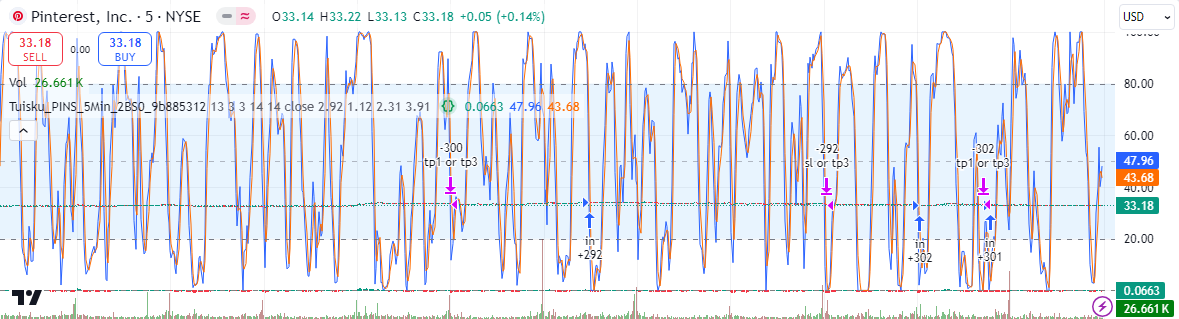 Pinterest, Inc. · 5 · NYSE O33.14 H33.22 L33.13 C33.18 +0.05 (+0.14%)
USD
33.18 SELL
0.00
33.18 BUY
Vol 26.661 K
Tuisku_PINS_5Min_2BS0_9b885312 13 3 3 14 14 close 2.92 1.12 2.31 3.91 0.0663 47.96 43.68
80.00
60.00
47.96
43.68
40.00
33.18
20.00
0.0663
26.661 K
-300
tp1 or tp3
in
+292
-292
sl or tp3
in
+302
-302
tp1 or tp3
in
+301